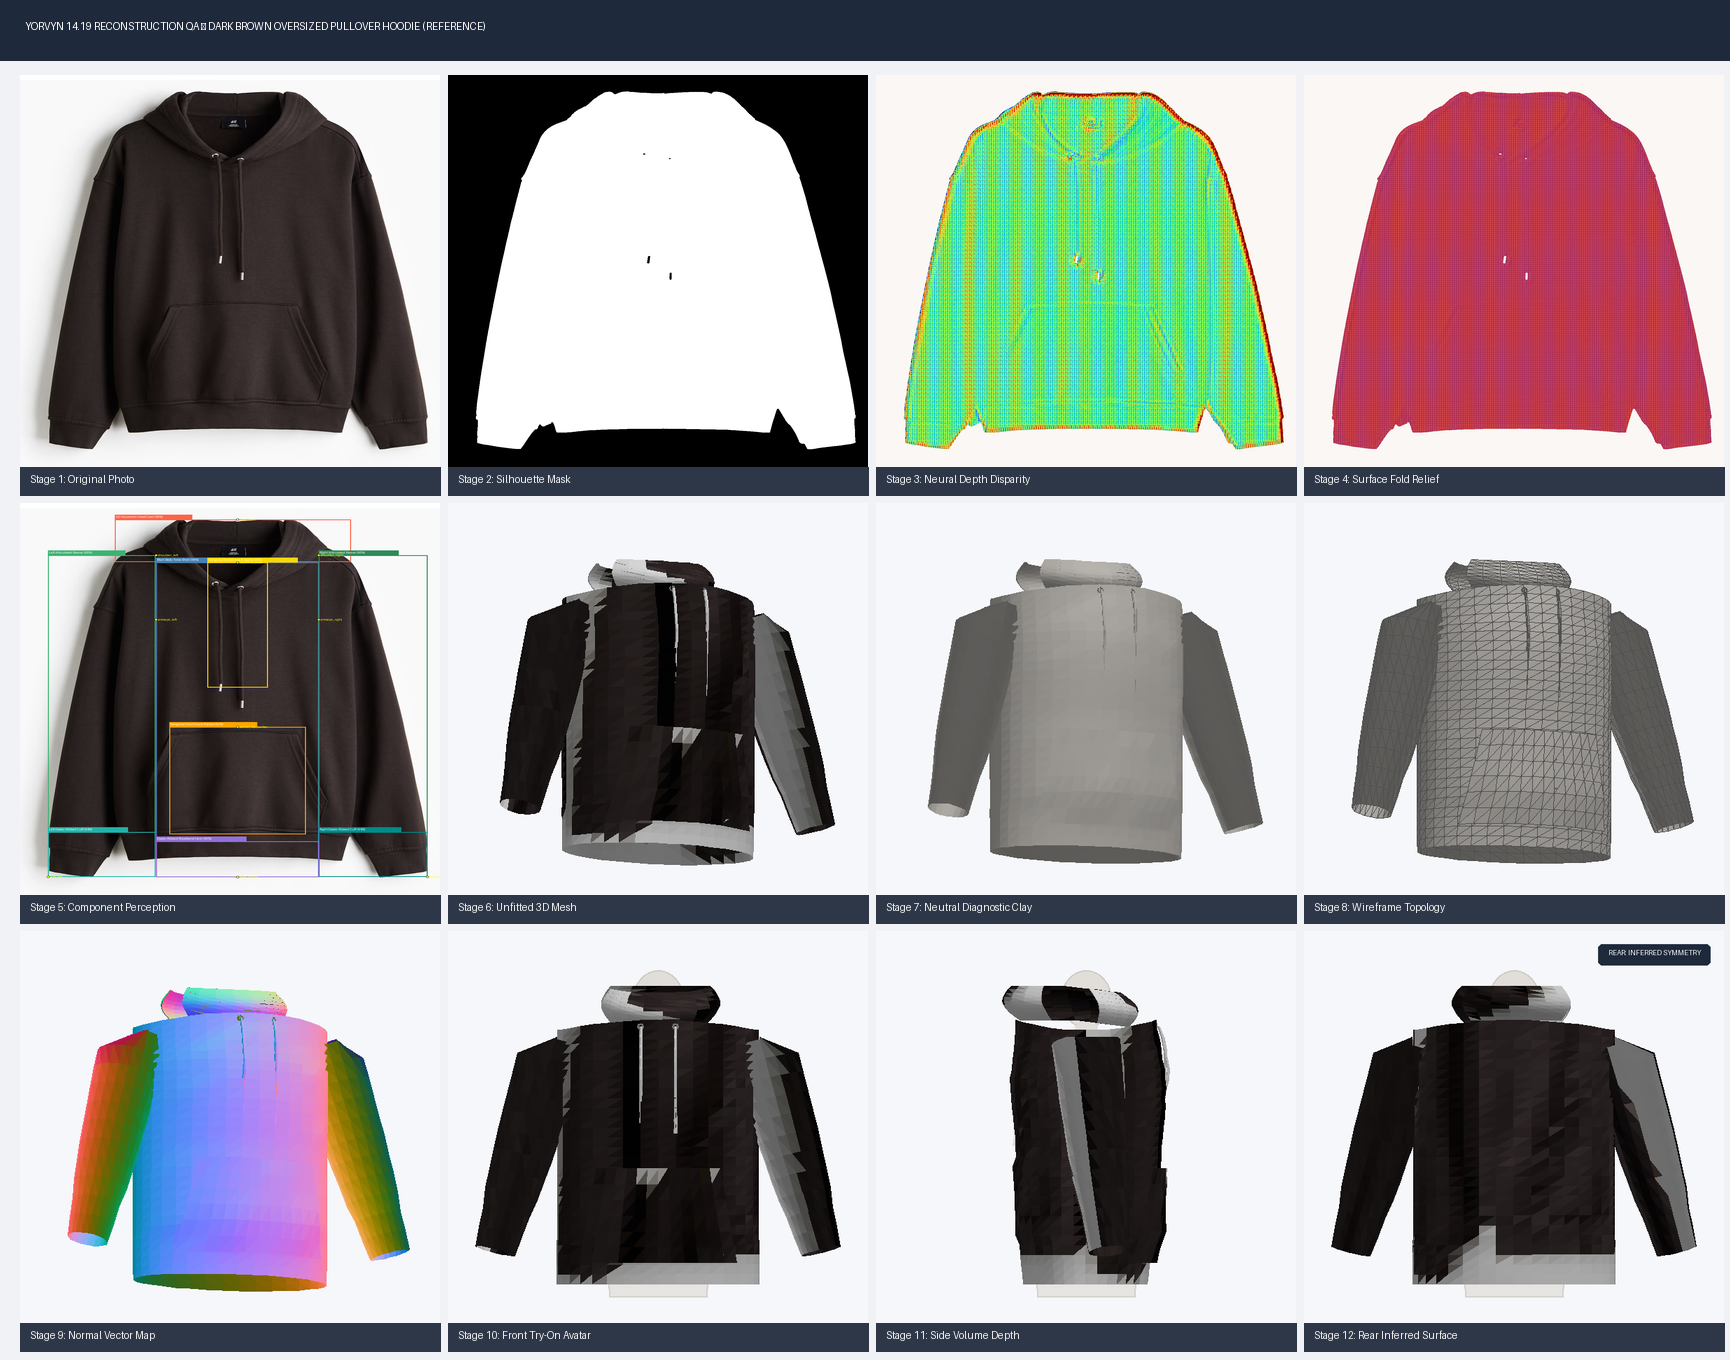 YORVYN 14.19 RECONSTRUCTION QA▯DARK BROWN OVERSIZED PULLOVER HOODIE (REFERENCE)
Stage 1: Original Photo
Stage 2: Silhouette Mask
Stage 3: Neural Depth Disparity
Stage 4: Surface Fold Relief
Stage 5: Component Perception
Stage 6: Unfitted 3D Mesh
Stage 7: Neutral Diagnostic Clay
Stage 8: Wireframe Topology
REAR INFERRED SYMMETRY
Stage 9: Normal Vector Map
Stage 10: Front Try-On Avatar
Stage 11: Side Volume Depth
Stage 12: Rear Inferred Surface